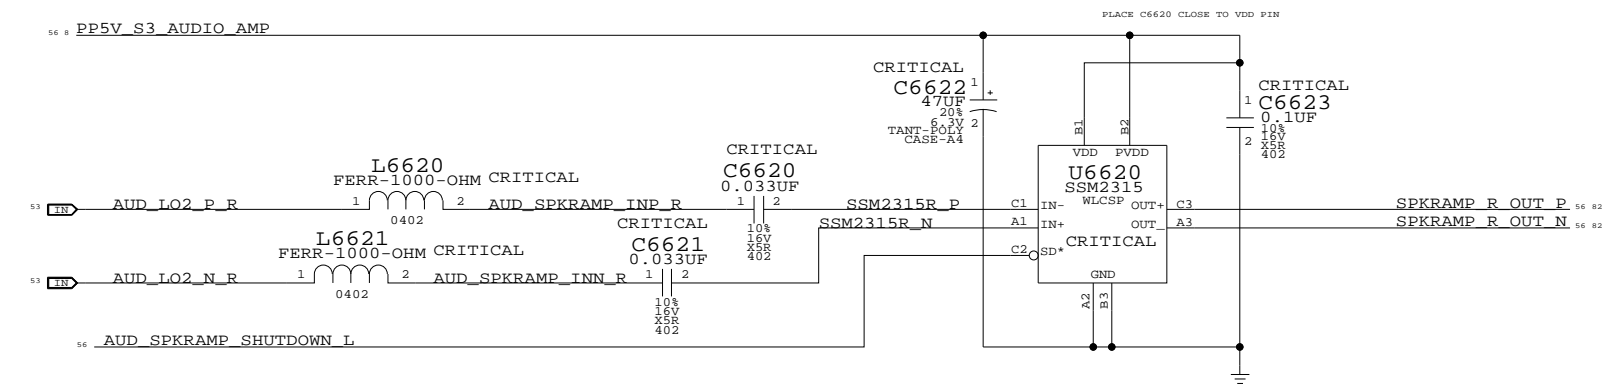 PLACE C6620 CLOSE TO VDD PIN
56 8 PP5V_S3_AUDIO_AMP
CRITICAL
C6622
47UF
20%
6.3V
TANT-POLY
CASE-A4
1
+
2
CRITICAL
C6623
0.1UF
10%
16V
X5R
402
1
2
B1
B2
VDD PVDD
U6620
SSM2315
WLCSP
CRITICAL
C1 IN-
A1 IN+
C2 SD*
OUT+ C3
OUT_ A3
GND
A2
B3
SPKRAMP_R_OUT_P 56 82
SPKRAMP_R_OUT_N 56 82
L6620
FERR-1000-OHM CRITICAL
1 2
0402
53 IN AUD_LO2_P_R
AUD_SPKRAMP_INP_R
CRITICAL
C6620
0.033UF
1 2
10%
16V
X5R
402
SSM2315R_P
SSM2315R_N
L6621
FERR-1000-OHM CRITICAL
1 2
0402
53 IN AUD_LO2_N_R
AUD_SPKRAMP_INN_R
CRITICAL
C6621
0.033UF
1 2
10%
16V
X5R
402
56 AUD_SPKRAMP_SHUTDOWN_L